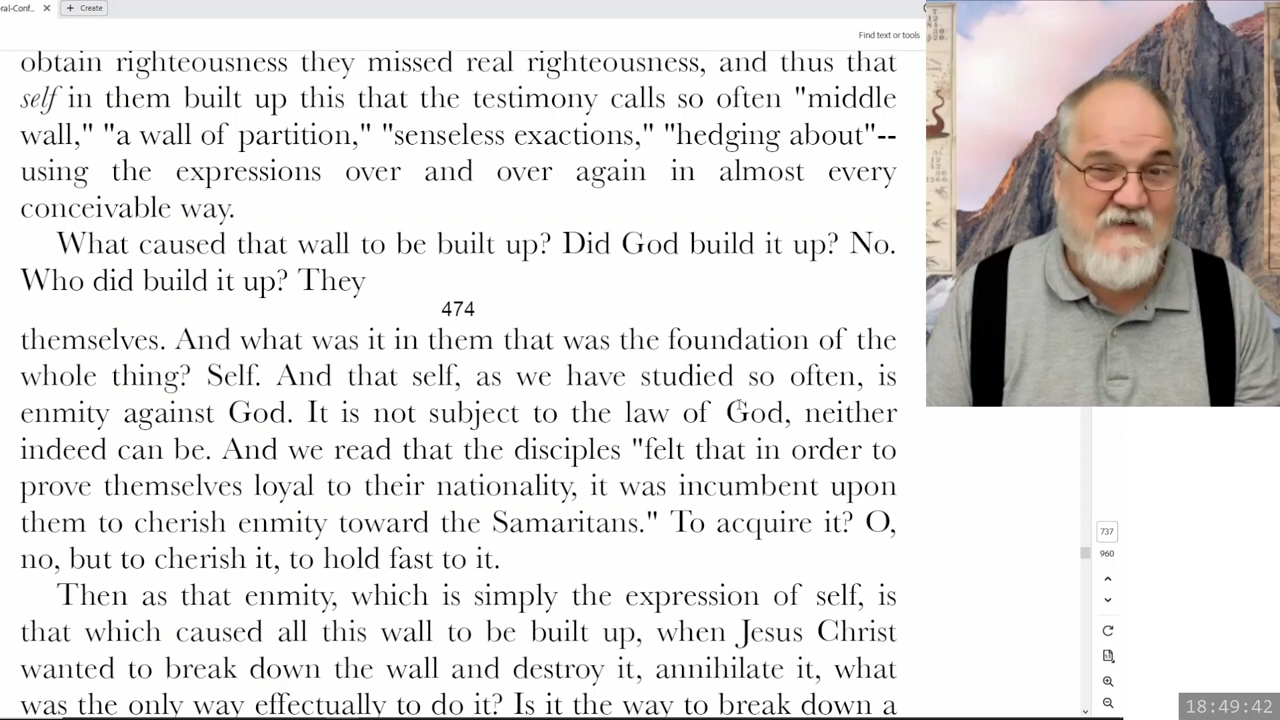 ral-Conf..
Create
Find text or tools
obtain righteousness they missed real righteousness, and thus that
self in them built up this that the testimony calls so often "middle
wall," "a wall of partition," "senseless exactions," "hedging about"--
using the expressions over and over again in almost every
conceivable way.
What caused that wall to be built up? Did God build it up? No.
Who did build it up? They
474
themselves. And what was it in them that was the foundation of the
whole thing? Self. And that self, as we have studied so often, is
enmity against God. It is not subject to the law of God, neither
indeed can be. And we read that the disciples "felt that in order to
prove themselves loyal to their nationality, it was incumbent upon
them to cherish enmity toward the Samaritans." To acquire it? O,
no, but to cherish it, to hold fast to it.
Then as that enmity, which is simply the expression of self, is
that which caused all this wall to be built up, when Jesus Christ
wanted to break down the wall and destroy it, annihilate it, what
was the only way effectually to do it? Is it the way to break down a
737
960
18:49:42